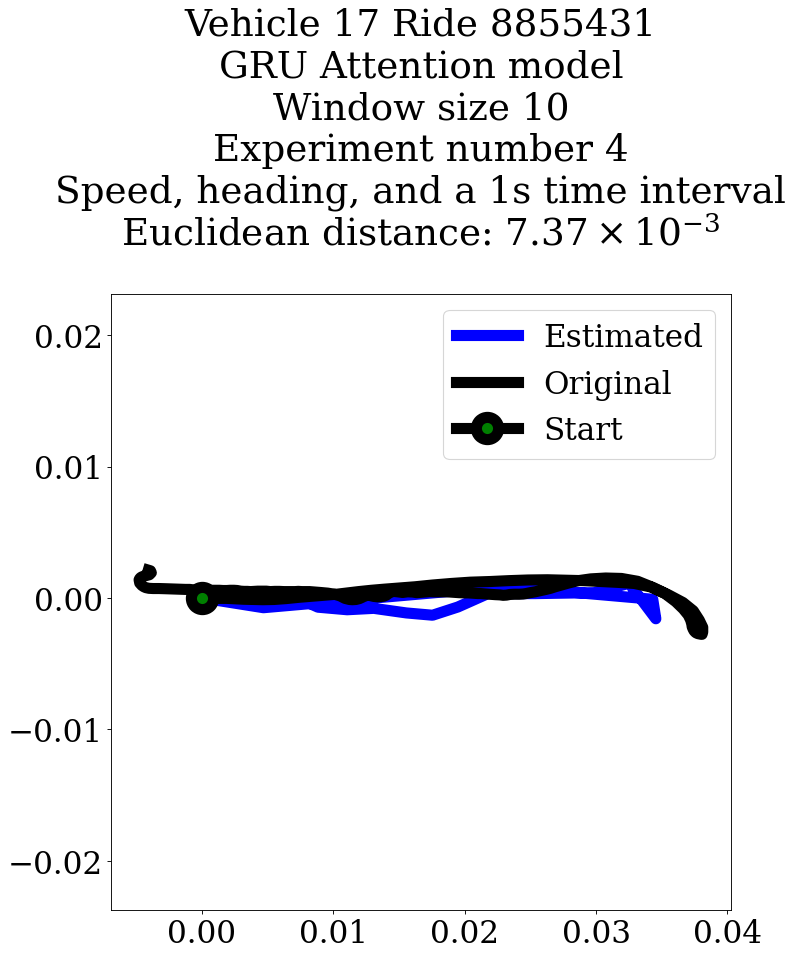 Vehicle 17 Ride 8855431
GRU Attention model
Window size 10
Experiment number 4
Speed, heading, and a 1s time interval
Euclidean distance: 7.37 × 10⁻³
Estimated
Original
Start
0.02
0.01
0.00
−0.01
−0.02
0.00 0.01 0.02 0.03 0.04